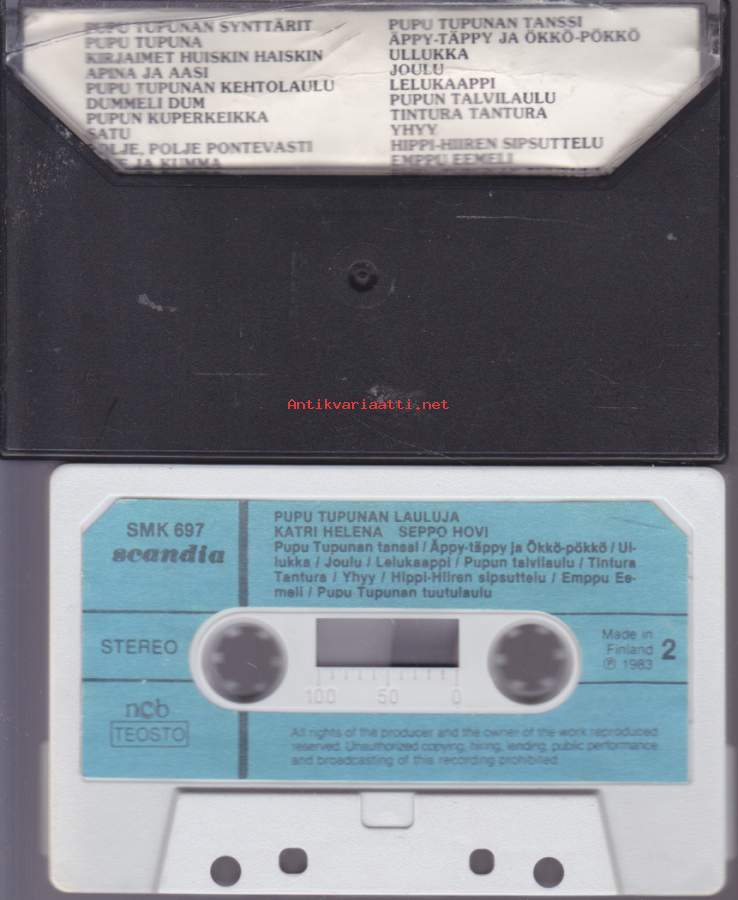 PUPU TUPUNAN SYNTTÄRIT
PUPU TUPUNA
KIRJAIMET HUISKIN HAISKIN
APINA JA AASI
PUPU TUPUNAN KEHTOLAULU
DUMMELI DUM
PUPUN KUPERKEIKKA
SATU
POLJE, POLJE PONTEVASTI
JA KUMMA
PUPU TUPUNAN TANSSI
ÄPPY-TÄPPY JA ÖKKÖ-PÖKKÖ
ULLUKKA
JOULU
LELUKAAPPI
PUPUN TALVILAULU
TINTURA TANTURA
YHYY
HIPPI-HIIREN SIPSUTTELU
EMPPU EEMELI
Antikvariaatti.net
SMK 697
scandia
PUPU TUPUNAN LAULUJA
KATRI HELENA SEPPO HOVI
Pupu Tupunan tanssi / Äppy-täppy ja Ökkö-pökkö / Ul-
lukka / Joulu / Lelukaappi / Pupun talvilaulu / Tintura
Tantura / Yhyy / Hippi-Hiiren sipsuttelu / Emppu Ee-
meli / Pupu Tupunan tuutulaulu
STEREO
Made in
Finland
℗ 1983
2
100 50 0
ncb
TEOSTO
All rights of the producer and the owner of the work reproduced
reserved. Unauthorized copying, hiring, lending, public performance
and broadcasting of this recording prohibited